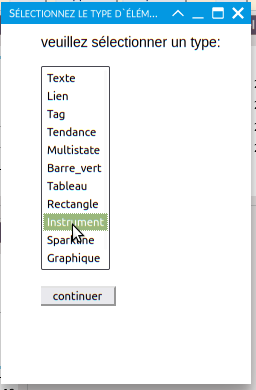 Sélectionnez le type d`élém...
veuillez sélectionner un type:
Texte
Lien
Tag
Tendance
Multistate
Barre_vert
Tableau
Rectangle
Instrument
Sparkline
Graphique
continuer